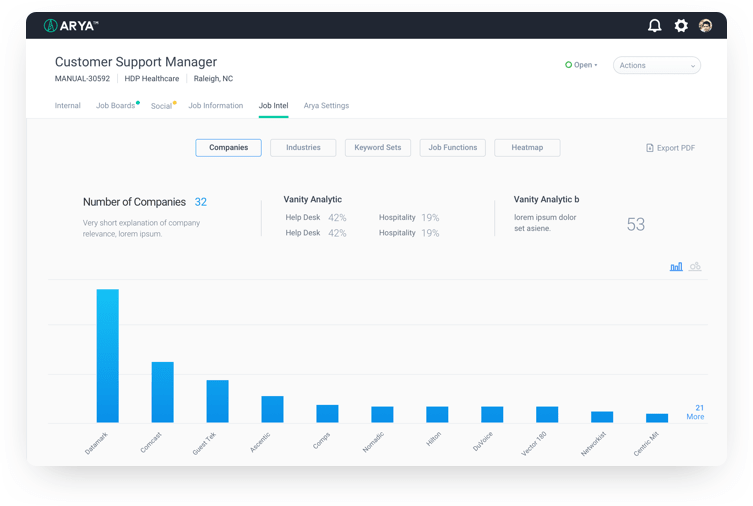 ARYA™
Customer Support Manager
MANUAL-30592 HDP Healthcare Raleigh, NC
Open
Actions
Internal Job Boards Social Job Information Job Intel Arya Settings
Companies Industries Keyword Sets Job Functions Heatmap Export PDF
Number of Companies 32
Very short explanation of company
relevance, lorem ipsum.
Vanity Analytic
Help Desk 42% Hospitality 19%
Help Desk 42% Hospitality 19%
Vanity Analytic b
lorem ipsum dolor
set asiene.
53
21
More
Datamark Comcast Guest Tek Ascentic Comps Nomadic Hilton DuVoice Vector 180 Networkist Centric Mit